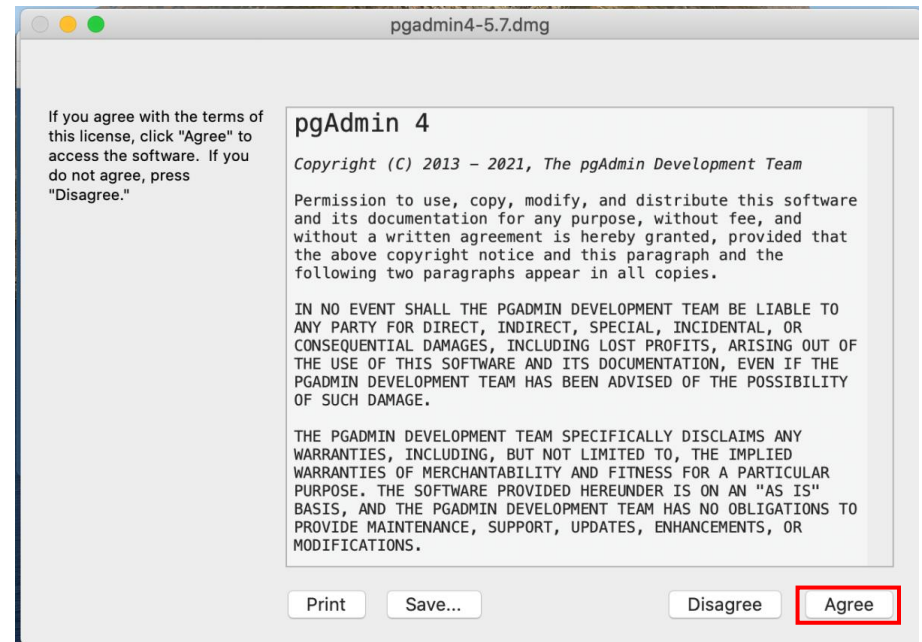 pgadmin4-5.7.dmg
If you agree with the terms of
this license, click "Agree" to
access the software.  If you
do not agree, press
"Disagree."
pgAdmin 4
Copyright (C) 2013 - 2021, The pgAdmin Development Team
Permission to use, copy, modify, and distribute this software
and its documentation for any purpose, without fee, and
without a written agreement is hereby granted, provided that
the above copyright notice and this paragraph and the
following two paragraphs appear in all copies.
IN NO EVENT SHALL THE PGADMIN DEVELOPMENT TEAM BE LIABLE TO
ANY PARTY FOR DIRECT, INDIRECT, SPECIAL, INCIDENTAL, OR
CONSEQUENTIAL DAMAGES, INCLUDING LOST PROFITS, ARISING OUT OF
THE USE OF THIS SOFTWARE AND ITS DOCUMENTATION, EVEN IF THE
PGADMIN DEVELOPMENT TEAM HAS BEEN ADVISED OF THE POSSIBILITY
OF SUCH DAMAGE.
THE PGADMIN DEVELOPMENT TEAM SPECIFICALLY DISCLAIMS ANY
WARRANTIES, INCLUDING, BUT NOT LIMITED TO, THE IMPLIED
WARRANTIES OF MERCHANTABILITY AND FITNESS FOR A PARTICULAR
PURPOSE. THE SOFTWARE PROVIDED HEREUNDER IS ON AN "AS IS"
BASIS, AND THE PGADMIN DEVELOPMENT TEAM HAS NO OBLIGATIONS TO
PROVIDE MAINTENANCE, SUPPORT, UPDATES, ENHANCEMENTS, OR
MODIFICATIONS.
Print Save... Disagree Agree